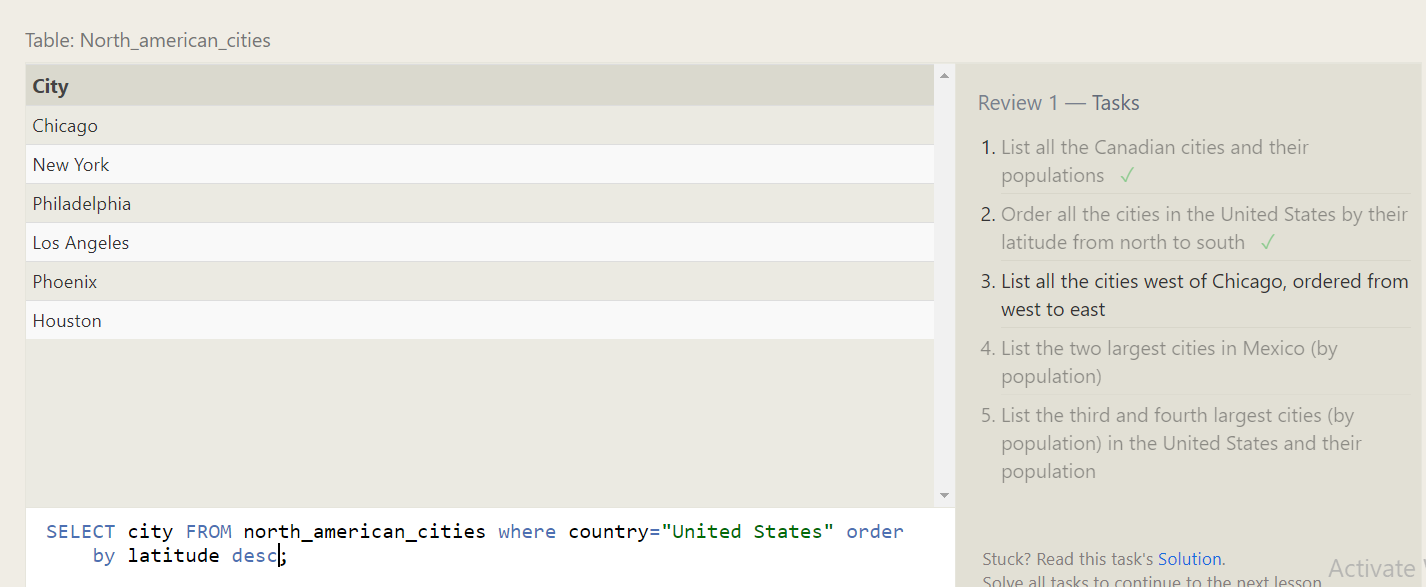 Table: North_american_cities
City
Chicago
New York
Philadelphia
Los Angeles
Phoenix
Houston
SELECT city FROM north_american_cities where country="United States" order
by latitude desc;
Review 1 — Tasks
1. List all the Canadian cities and their
populations ✓
2. Order all the cities in the United States by their
latitude from north to south ✓
3. List all the cities west of Chicago, ordered from
west to east
4. List the two largest cities in Mexico (by
population)
5. List the third and fourth largest cities (by
population) in the United States and their
population
Stuck? Read this task's Solution.
Solve all tasks to continue to the next lesson.
Activate